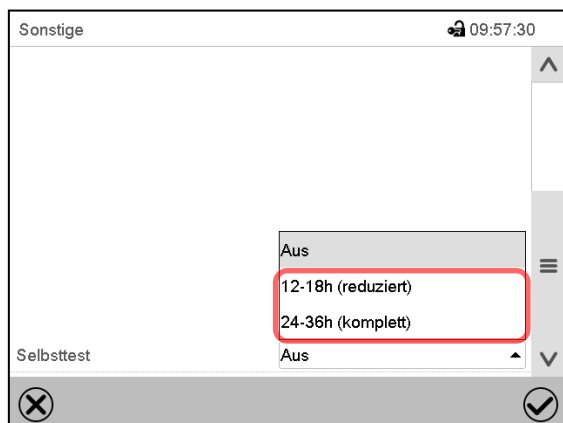 Sonstige 09:57:30
Aus
12-18h (reduziert)
24-36h (komplett)
Selbsttest Aus